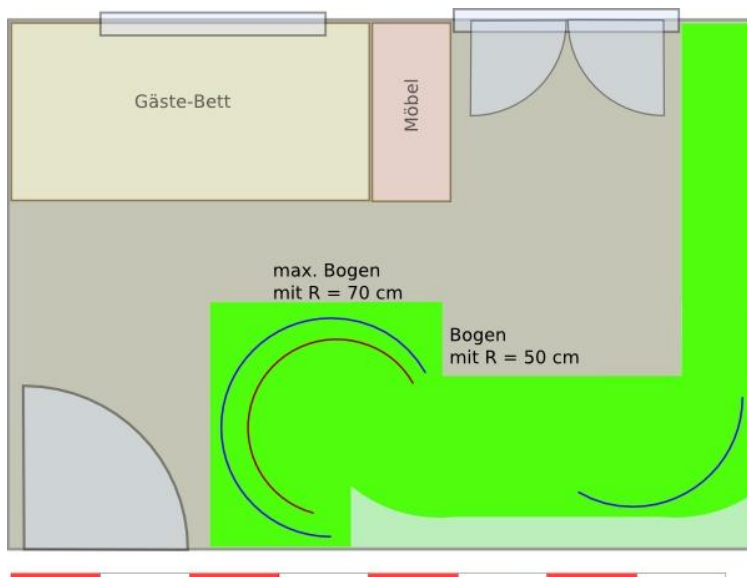 Gäste-Bett
Möbel
max. Bogen
mit R = 70 cm
Bogen
mit R = 50 cm